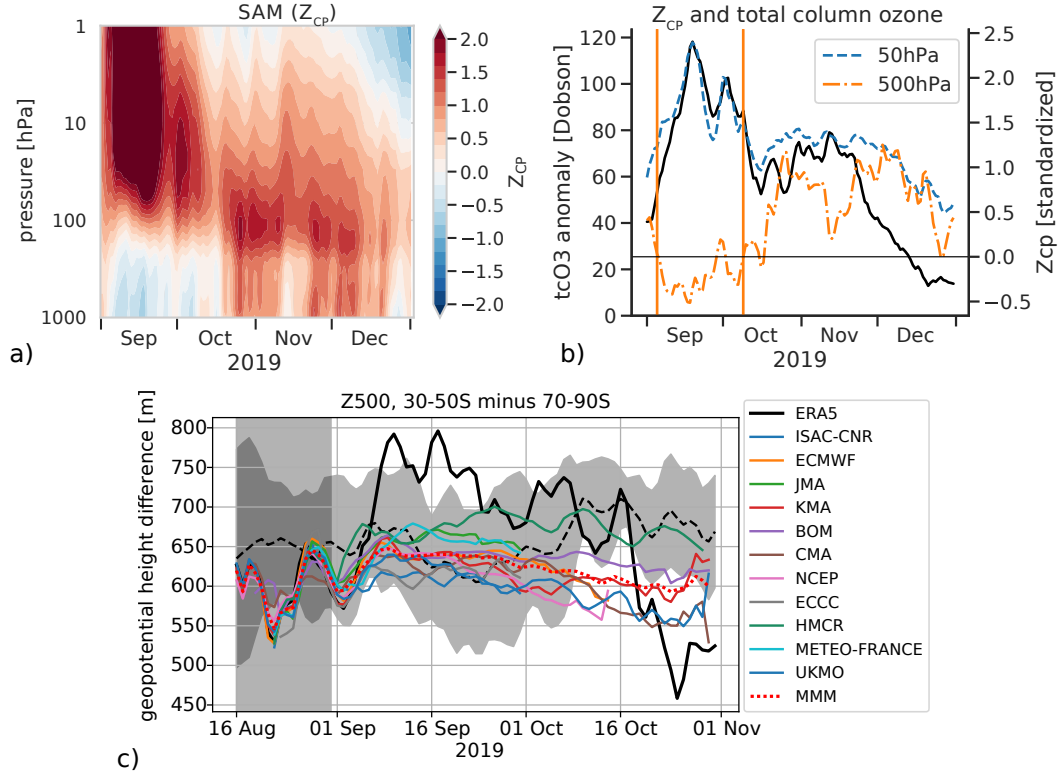 SAM (Z_CP)
1
10
100
1000
pressure [hPa]
Sep
Oct
Nov
Dec
2019
2.0
1.5
1.0
0.5
0.0
−0.5
−1.0
−1.5
−2.0
Z_CP
a)
Z_CP and total column ozone
120
100
80
60
40
20
0
tcO3 anomaly [Dobson]
50hPa
500hPa
2.5
2.0
1.5
1.0
0.5
0.0
−0.5
Zcp [standardized]
Sep
Oct
Nov
Dec
2019
b)
Z500, 30-50S minus 70-90S
800
750
700
650
600
550
500
450
geopotential height difference [m]
16 Aug
01 Sep
16 Sep
01 Oct
16 Oct
01 Nov
2019
ERA5
ISAC-CNR
ECMWF
JMA
KMA
BOM
CMA
NCEP
ECCC
HMCR
METEO-FRANCE
UKMO
MMM
c)